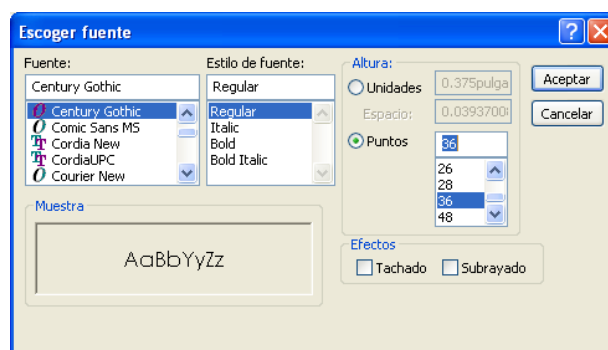 Escoger fuente
Fuente:
Century Gothic
Century Gothic
Comic Sans MS
Cordia New
CordiaUPC
Courier New
Estilo de fuente:
Regular
Regular
Italic
Bold
Bold Italic
Altura:
Unidades
0.375pulga
Espacio:
0.0393700
Puntos
36
26
28
36
48
Aceptar
Cancelar
Muestra
AaBbYyZz
Efectos
Tachado
Subrayado